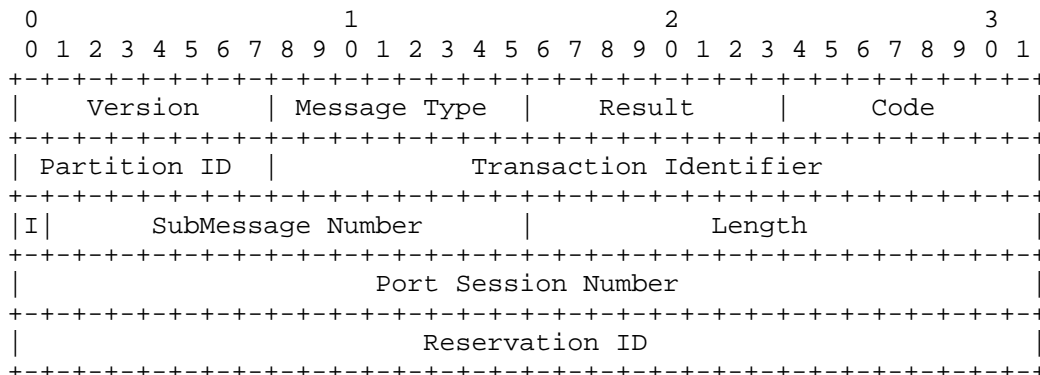 0                   1                   2                   3
 0 1 2 3 4 5 6 7 8 9 0 1 2 3 4 5 6 7 8 9 0 1 2 3 4 5 6 7 8 9 0 1
+-+-+-+-+-+-+-+-+-+-+-+-+-+-+-+-+-+-+-+-+-+-+-+-+-+-+-+-+-+-+-+-+
|    Version    | Message Type  |    Result     |     Code      |
+-+-+-+-+-+-+-+-+-+-+-+-+-+-+-+-+-+-+-+-+-+-+-+-+-+-+-+-+-+-+-+-+
| Partition ID  |            Transaction Identifier             |
+-+-+-+-+-+-+-+-+-+-+-+-+-+-+-+-+-+-+-+-+-+-+-+-+-+-+-+-+-+-+-+-+
|I|      SubMessage Number      |           Length              |
+-+-+-+-+-+-+-+-+-+-+-+-+-+-+-+-+-+-+-+-+-+-+-+-+-+-+-+-+-+-+-+-+
|                      Port Session Number                      |
+-+-+-+-+-+-+-+-+-+-+-+-+-+-+-+-+-+-+-+-+-+-+-+-+-+-+-+-+-+-+-+-+
|                         Reservation ID                        |
+-+-+-+-+-+-+-+-+-+-+-+-+-+-+-+-+-+-+-+-+-+-+-+-+-+-+-+-+-+-+-+-+